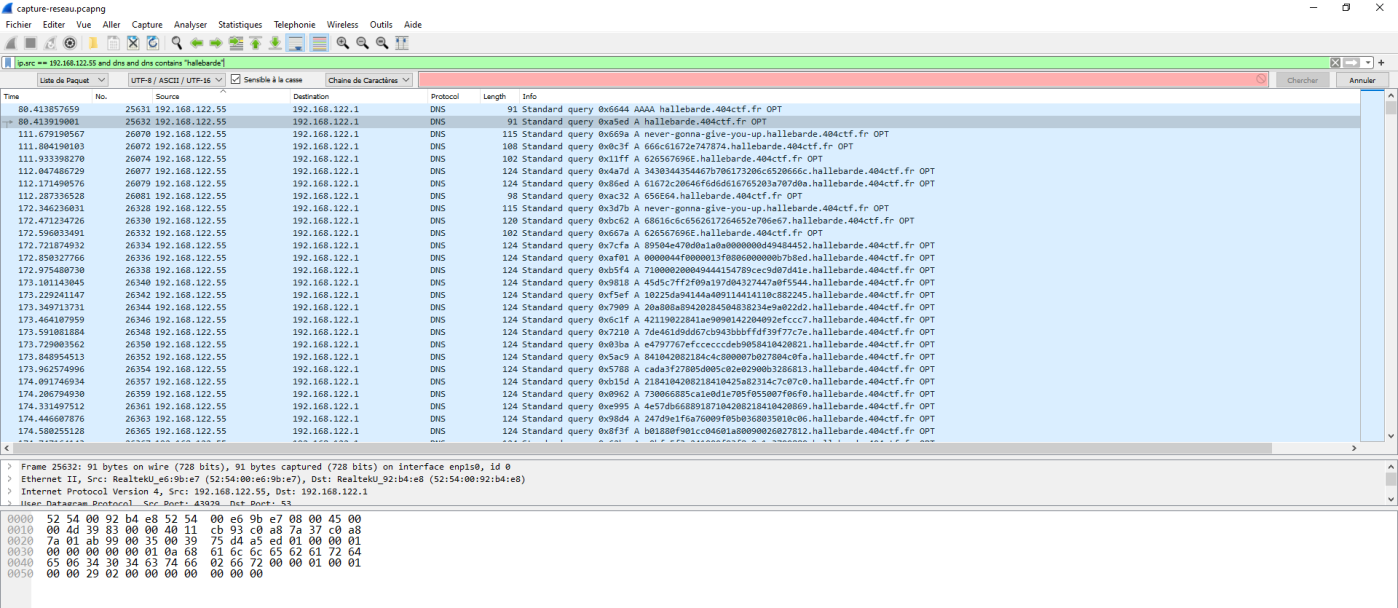 capture-reseau.pcapng
Fichier Editer Vue Aller Capture Analyser Statistiques Telephonie Wireless Outils Aide
ip.src == 192.168.122.55 and dns and dns contains "hallebarde"
Liste de Paquet UTF-8 / ASCII / UTF-16 Sensible à la casse Chaine de Caractères Chercher Annuler
Time No. Source Destination Protocol Length Info
80.413857659 25631 192.168.122.55 192.168.122.1 DNS 91 Standard query 0x6644 AAAA hallebarde.404ctf.fr OPT
80.413919001 25632 192.168.122.55 192.168.122.1 DNS 91 Standard query 0xa5ed A hallebarde.404ctf.fr OPT
111.679190567 26070 192.168.122.55 192.168.122.1 DNS 115 Standard query 0x669a A never-gonna-give-you-up.hallebarde.404ctf.fr OPT
111.804190103 26072 192.168.122.55 192.168.122.1 DNS 108 Standard query 0x0c3f A 666c61672e747874.hallebarde.404ctf.fr OPT
111.933398270 26074 192.168.122.55 192.168.122.1 DNS 102 Standard query 0x11ff A 626567696E.hallebarde.404ctf.fr OPT
112.047486729 26077 192.168.122.55 192.168.122.1 DNS 124 Standard query 0x4a7d A 3430344354467b706173206c6520666c.hallebarde.404ctf.fr OPT
112.171490576 26079 192.168.122.55 192.168.122.1 DNS 124 Standard query 0x86ed A 61672c20646f6d6d616765203a707d0a.hallebarde.404ctf.fr OPT
112.287336528 26081 192.168.122.55 192.168.122.1 DNS 98 Standard query 0xac32 A 656E64.hallebarde.404ctf.fr OPT
172.346236031 26328 192.168.122.55 192.168.122.1 DNS 115 Standard query 0x3d7b A never-gonna-give-you-up.hallebarde.404ctf.fr OPT
172.471234726 26330 192.168.122.55 192.168.122.1 DNS 120 Standard query 0xbc62 A 68616c6c6562617264652e706e67.hallebarde.404ctf.fr OPT
172.596033491 26332 192.168.122.55 192.168.122.1 DNS 102 Standard query 0x667a A 626567696E.hallebarde.404ctf.fr OPT
172.721874932 26334 192.168.122.55 192.168.122.1 DNS 124 Standard query 0x7cfa A 89504e470d0a1a0a0000000d49484452.hallebarde.404ctf.fr OPT
172.850327766 26336 192.168.122.55 192.168.122.1 DNS 124 Standard query 0xaf01 A 0000044f0000013f0806000000b7b8ed.hallebarde.404ctf.fr OPT
172.975480730 26338 192.168.122.55 192.168.122.1 DNS 124 Standard query 0xb5f4 A 710000200049444154789cec9d07d41e.hallebarde.404ctf.fr OPT
173.101143045 26340 192.168.122.55 192.168.122.1 DNS 124 Standard query 0x9818 A 45d5c7ff2f09a197d04327447a0f5544.hallebarde.404ctf.fr OPT
173.229241147 26342 192.168.122.55 192.168.122.1 DNS 124 Standard query 0xf5ef A 10225da94144a409114414110c882245.hallebarde.404ctf.fr OPT
173.349713731 26344 192.168.122.55 192.168.122.1 DNS 124 Standard query 0x7909 A 20a808a89420284504838234e9a022d2.hallebarde.404ctf.fr OPT
173.464107959 26346 192.168.122.55 192.168.122.1 DNS 124 Standard query 0x6c1f A 42119022841ae9090142204092efccc7.hallebarde.404ctf.fr OPT
173.591081884 26348 192.168.122.55 192.168.122.1 DNS 124 Standard query 0x7210 A 7de461d9dd67cb943bbbffdf39f77c7e.hallebarde.404ctf.fr OPT
173.729003562 26350 192.168.122.55 192.168.122.1 DNS 124 Standard query 0x03ba A e4797767efccecccdeb9058410420821.hallebarde.404ctf.fr OPT
173.848954513 26352 192.168.122.55 192.168.122.1 DNS 124 Standard query 0x5ac9 A 841042082184c4c800007b027804c0fa.hallebarde.404ctf.fr OPT
173.962574996 26354 192.168.122.55 192.168.122.1 DNS 124 Standard query 0x5788 A cada3f27805d005c02e02900b3286813.hallebarde.404ctf.fr OPT
174.091746934 26357 192.168.122.55 192.168.122.1 DNS 124 Standard query 0xb15d A 2184104208218410425a82314c7c07c0.hallebarde.404ctf.fr OPT
174.206794930 26359 192.168.122.55 192.168.122.1 DNS 124 Standard query 0x0962 A 730066885ca1e0d1e705f055007f06f0.hallebarde.404ctf.fr OPT
174.331497512 26361 192.168.122.55 192.168.122.1 DNS 124 Standard query 0xe995 A 4e57db66889187104208218410420869.hallebarde.404ctf.fr OPT
174.446607876 26363 192.168.122.55 192.168.122.1 DNS 124 Standard query 0x98d4 A 247d9e1f6a76009f05b0368035010c06.hallebarde.404ctf.fr OPT
174.580255128 26365 192.168.122.55 192.168.122.1 DNS 124 Standard query 0x8f3f A b01880f901cc04601a80090026027812.hallebarde.404ctf.fr OPT
Frame 25632: 91 bytes on wire (728 bits), 91 bytes captured (728 bits) on interface enp1s0, id 0
Ethernet II, Src: RealtekU_e6:9b:e7 (52:54:00:e6:9b:e7), Dst: RealtekU_92:b4:e8 (52:54:00:92:b4:e8)
Internet Protocol Version 4, Src: 192.168.122.55, Dst: 192.168.122.1
User Datagram Protocol, Src Port: 43929, Dst Port: 53
0000 52 54 00 92 b4 e8 52 54 00 e6 9b e7 08 00 45 00
0010 00 4d 39 83 00 00 40 11 cb 93 c0 a8 7a 37 c0 a8
0020 7a 01 ab 99 00 35 00 39 75 d4 a5 ed 01 00 00 01
0030 00 00 00 00 00 01 0a 68 61 6c 6c 65 62 61 72 64
0040 65 06 34 30 34 63 74 66 02 66 72 00 00 01 00 01
0050 00 00 29 02 00 00 00 00 00 00 00